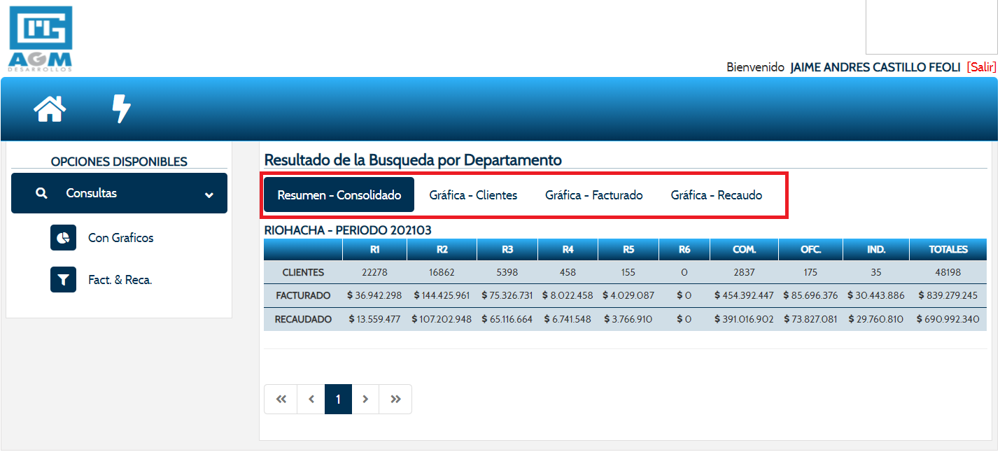 AGM
DESARROLLOS
Bienvenido JAIME ANDRES CASTILLO FEOLI [Salir]
OPCIONES DISPONIBLES
Consultas
Con Graficos
Fact. & Reca.
Resultado de la Busqueda por Departamento
Resumen - Consolidado Gráfica - Clientes Gráfica - Facturado Gráfica - Recaudo
RIOHACHA - PERIODO 202103
R1 R2 R3 R4 R5 R6 COM. OFC. IND. TOTALES
CLIENTES 22278 16862 5398 458 155 0 2837 175 35 48198
FACTURADO $ 36.942.298 $ 144.425.961 $ 75.326.731 $ 8.022.458 $ 4.029.087 $ 0 $ 454.392.447 $ 85.696.376 $ 30.443.886 $ 839.279.245
RECAUDADO $ 13.559.477 $ 107.202.948 $ 65.116.664 $ 6.741.548 $ 3.766.910 $ 0 $ 391.016.902 $ 73.827.081 $ 29.760.810 $ 690.992.340
« ‹ 1 › »